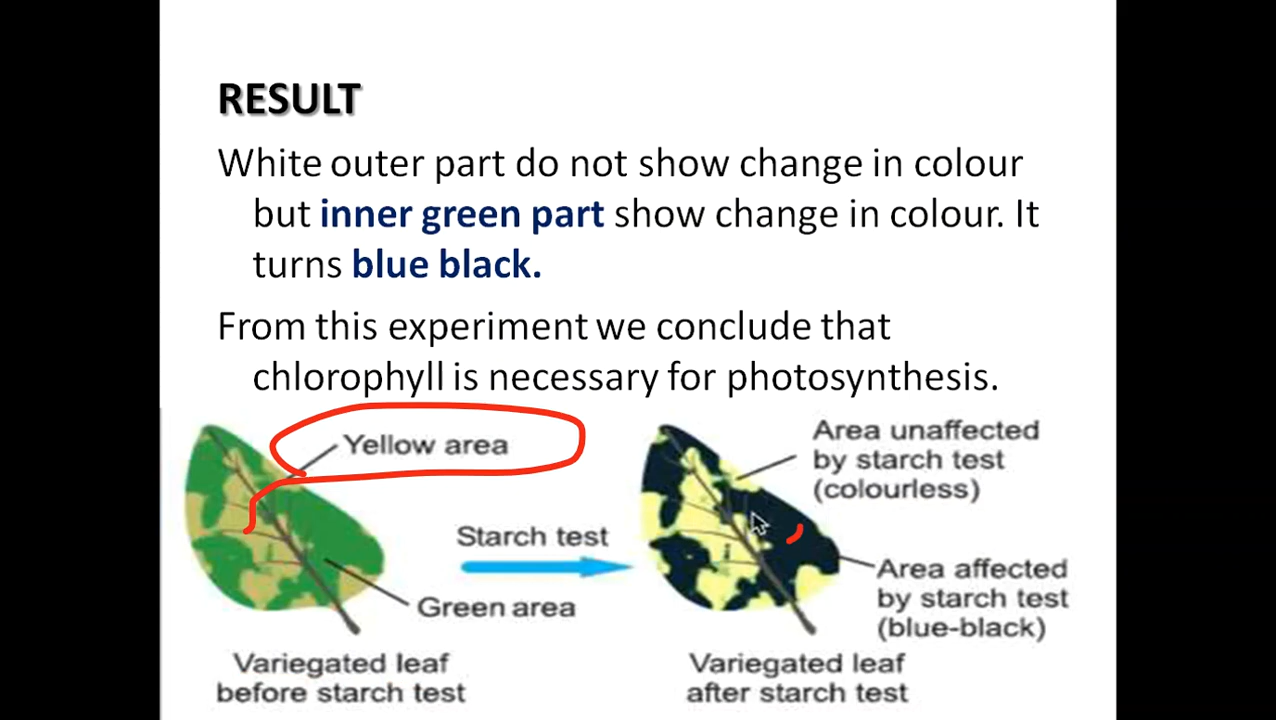 RESULT
White outer part do not show change in colour
but inner green part show change in colour. It
turns blue black.
From this experiment we conclude that
chlorophyll is necessary for photosynthesis.
Yellow area
Green area
Variegated leaf
before starch test
Starch test
Area unaffected
by starch test
(colourless)
Area affected
by starch test
(blue-black)
Variegated leaf
after starch test